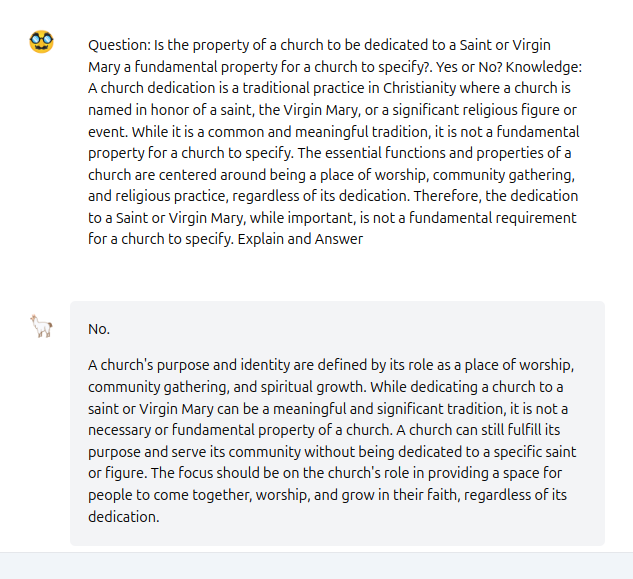 Question: Is the property of a church to be dedicated to a Saint or Virgin
Mary a fundamental property for a church to specify?. Yes or No? Knowledge:
A church dedication is a traditional practice in Christianity where a church is
named in honor of a saint, the Virgin Mary, or a significant religious figure or
event. While it is a common and meaningful tradition, it is not a fundamental
property for a church to specify. The essential functions and properties of a
church are centered around being a place of worship, community gathering,
and religious practice, regardless of its dedication. Therefore, the dedication
to a Saint or Virgin Mary, while important, is not a fundamental requirement
for a church to specify. Explain and Answer
No.
A church's purpose and identity are defined by its role as a place of worship,
community gathering, and spiritual growth. While dedicating a church to a
saint or Virgin Mary can be a meaningful and significant tradition, it is not a
necessary or fundamental property of a church. A church can still fulfill its
purpose and serve its community without being dedicated to a specific saint
or figure. The focus should be on the church's role in providing a space for
people to come together, worship, and grow in their faith, regardless of its
dedication.